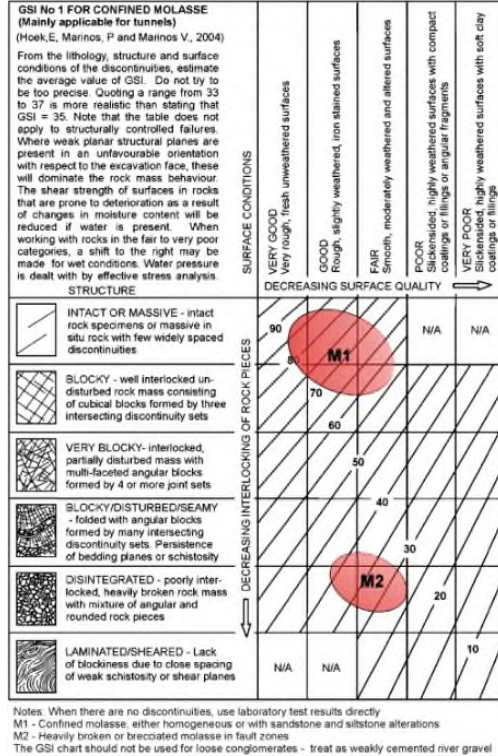 GSI No 1 FOR CONFINED MOLASSE
(Mainly applicable for tunnels)
(Hoek,E, Marinos, P and Marinos V., 2004)
From the lithology, structure and surface
conditions of the discontinuities, estimate
the average value of GSI. Do not try to
be too precise. Quoting a range from 33
to 37 is more realistic than stating that
GSI = 35. Note that the table does not
apply to structurally controlled failures.
Where weak planar structural planes are
present in an unfavourable orientation
with respect to the excavation face, these
will dominate the rock mass behaviour.
The shear strength of surfaces in rocks
that are prone to deterioration as a result
of changes in moisture content will be
reduced if water is present. When
working with rocks in the fair to very poor
categories, a shift to the right may be
made for wet conditions. Water pressure
is dealt with by effective stress analysis.
STRUCTURE
SURFACE CONDITIONS
VERY GOOD
Very rough, fresh unweathered surfaces
GOOD
Rough, slightly weathered, iron stained surfaces
FAIR
Smooth, moderately weathered and altered surfaces
POOR
Slickensided, highly weathered surfaces with compact
coatings or fillings or angular fragments
VERY POOR
Slickensided, highly weathered surfaces with soft clay
coatings or fillings
DECREASING SURFACE QUALITY
DECREASING INTERLOCKING OF ROCK PIECES
INTACT OR MASSIVE - intact
rock specimens or massive in
situ rock with few widely spaced
discontinuities
90
80
M1
N/A
N/A
BLOCKY - well interlocked un-
disturbed rock mass consisting
of cubical blocks formed by three
intersecting discontinuity sets
70
60
VERY BLOCKY- interlocked,
partially disturbed mass with
multi-faceted angular blocks
formed by 4 or more joint sets
50
BLOCKY/DISTURBED/SEAMY
- folded with angular blocks
formed by many intersecting
discontinuity sets. Persistence
of bedding planes or schistosity
40
30
DISINTEGRATED - poorly inter-
locked, heavily broken rock mass
with mixture of angular and
rounded rock pieces
M2
20
LAMINATED/SHEARED - Lack
of blockiness due to close spacing
of weak schistosity or shear planes
N/A
N/A
10
Notes: When there are no discontinuities, use laboratory test results directly
M1 - Confined molasse, either homogeneous or with sandstone and siltstone alterations
M2 - Heavily broken or brecciated molasse in fault zones
The GSI chart should not be used for loose conglomerates - treat as weakly cemented river gravel